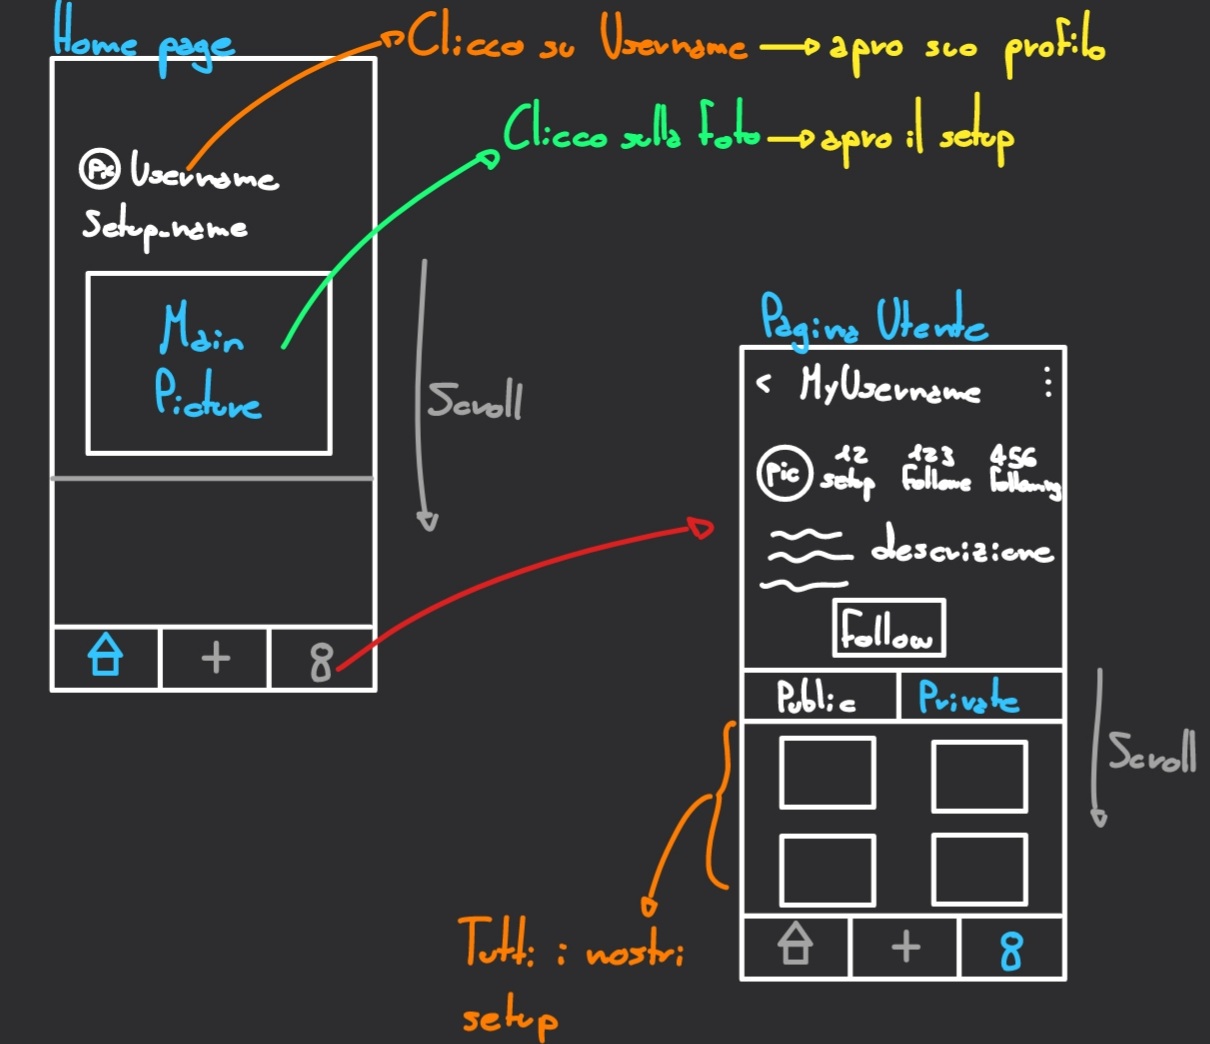 Home page
Clicco su Username → apro suo profilo
Clicco sulla foto → apro il setup
Pic Username
Setup_name
Main
Picture
Scroll
+
Pagina Utente
< MyUsername
Pic
12
setup
123
follower
456
following
descrizione
Follow
Public
Private
Scroll
+
Tutti i nostri
setup